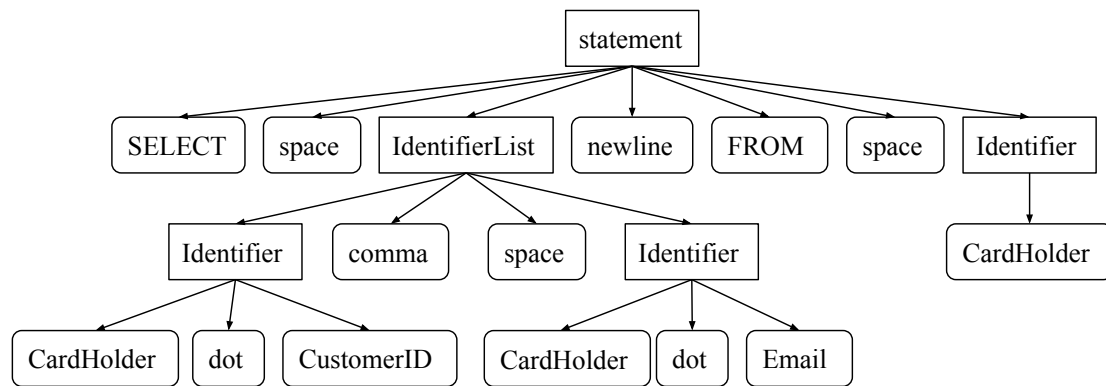 statement
SELECT space IdentifierList newline FROM space Identifier
Identifier comma space Identifier CardHolder
CardHolder dot CustomerID CardHolder dot Email